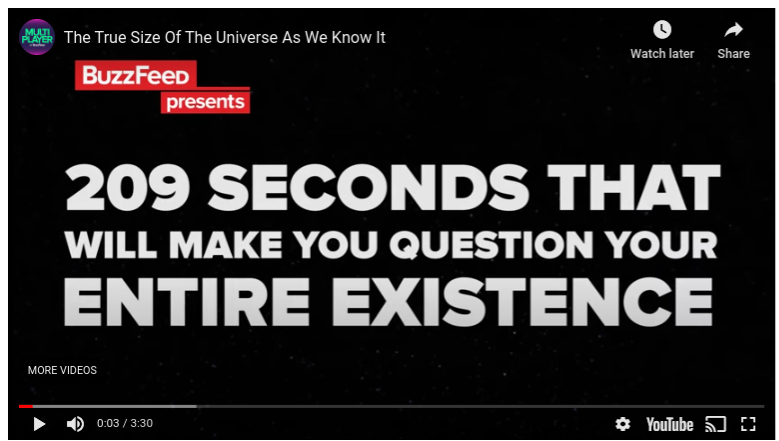 MULTI
PLAYER
The True Size Of The Universe As We Know It
Watch later
Share
BuzzFeed
presents
209 SECONDS THAT
WILL MAKE YOU QUESTION YOUR
ENTIRE EXISTENCE
MORE VIDEOS
0:03 / 3:30
YouTube